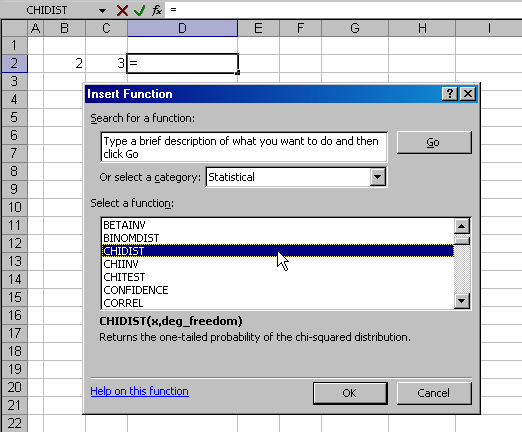 CHIDIST fx =
A B C D E F G H I
1
2 2 3 =
3
4
5
6
7
8
9
10
11
12
13
14
15
16
17
18
19
20
21
22
Insert Function ? X
Search for a function:
Type a brief description of what you want to do and then
click Go
Go
Or select a category: Statistical
Select a function:
BETAINV
BINOMDIST
CHIDIST
CHIINV
CHITEST
CONFIDENCE
CORREL
CHIDIST(x,deg_freedom)
Returns the one-tailed probability of the chi-squared distribution.
Help on this function
OK Cancel